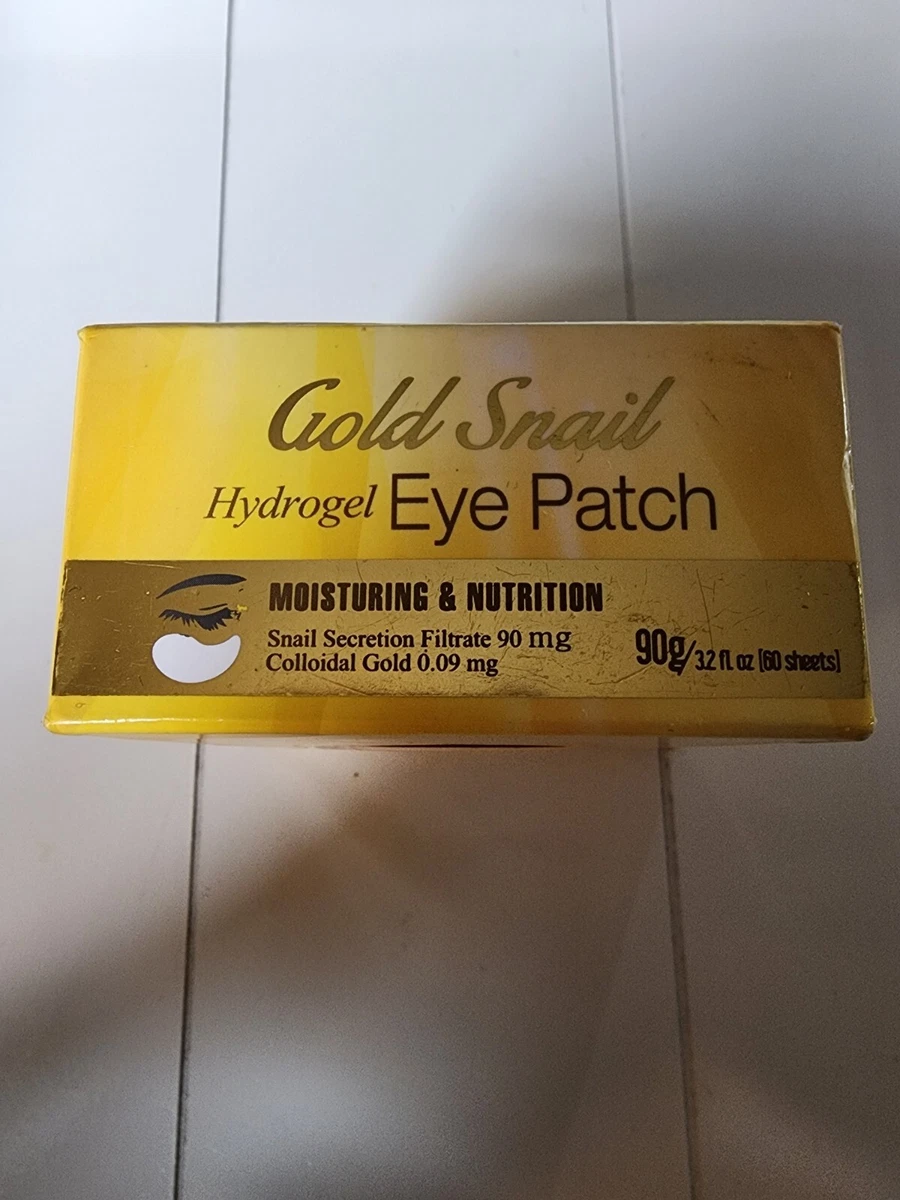 Gold Snail
Hydrogel Eye Patch
MOISTURING & NUTRITION
Snail Secretion Filtrate 90 mg
Colloidal Gold 0.09 mg
90g/3.2 fl. oz [60 sheets]